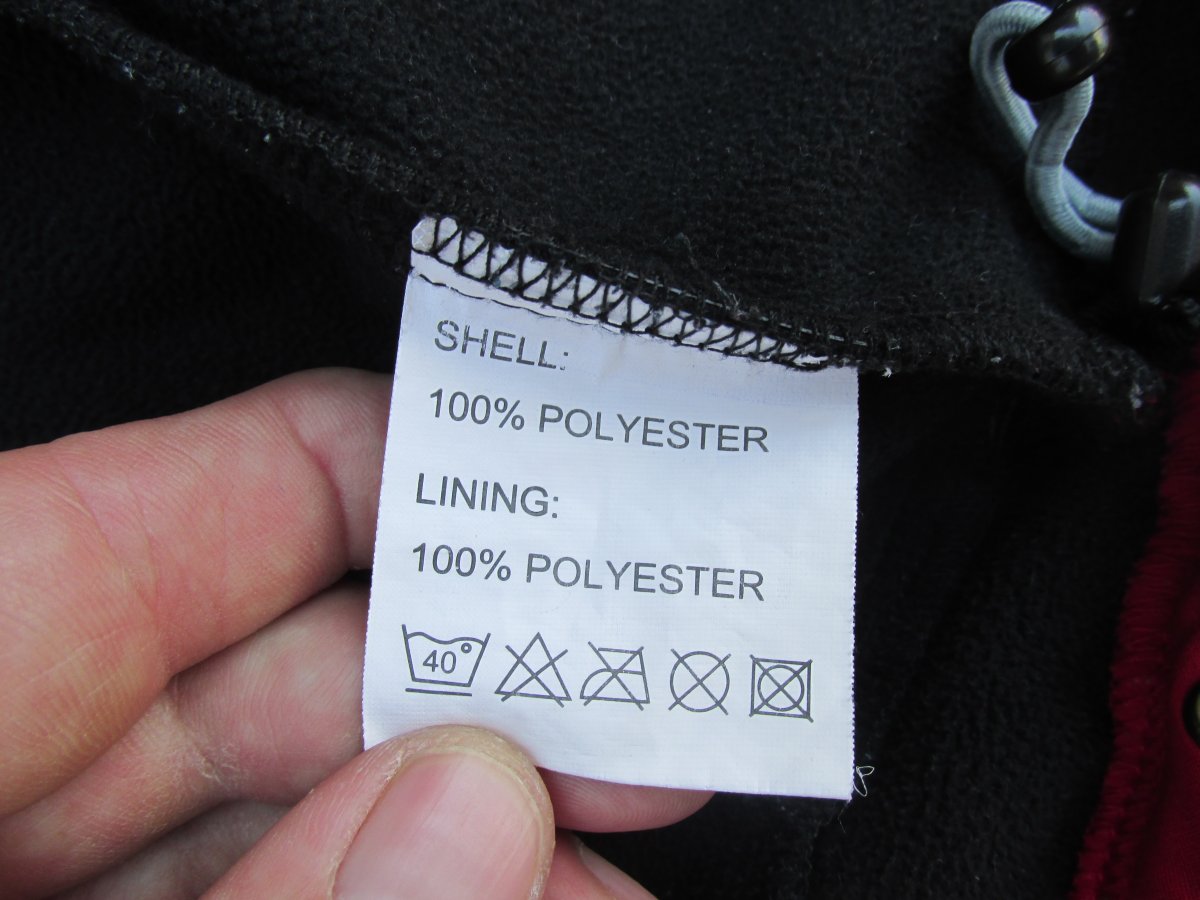 SHELL:
100% POLYESTER
LINING:
100% POLYESTER
40°